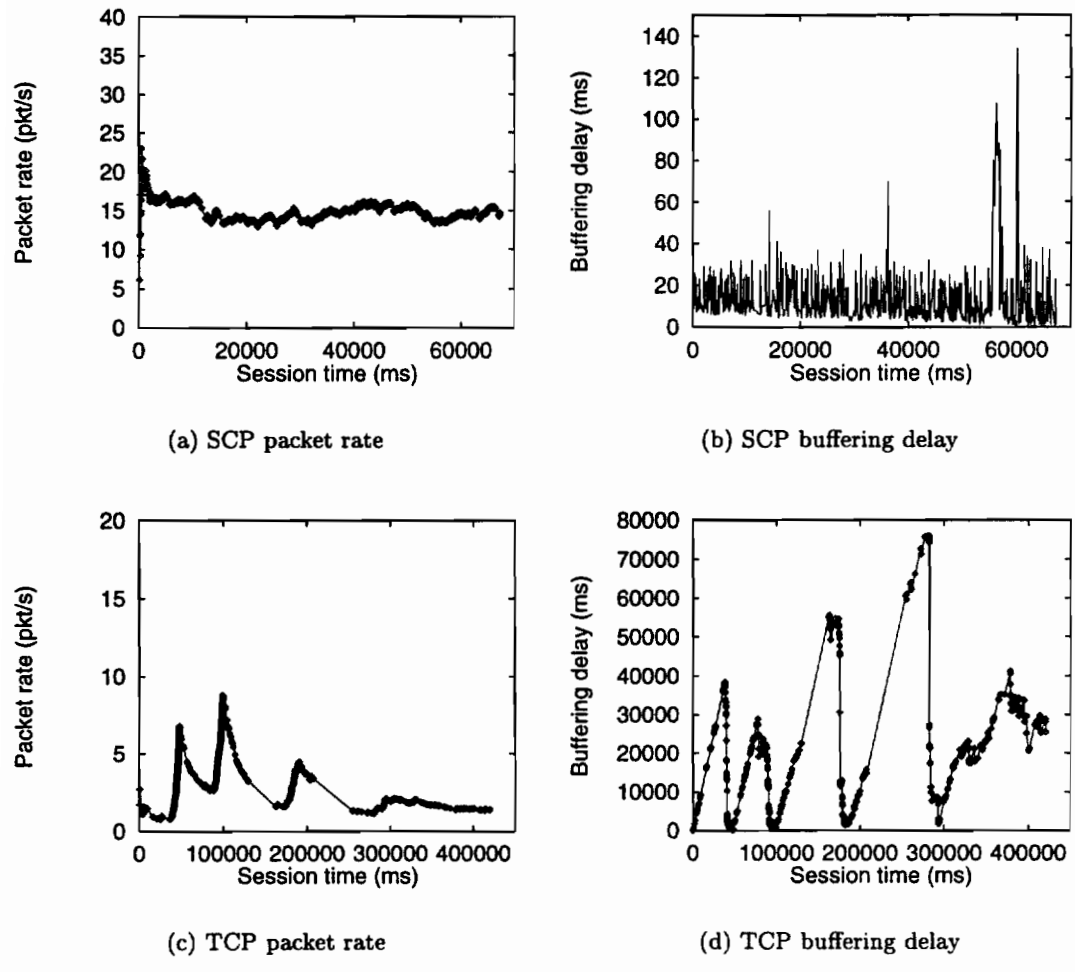 Packet rate (pkt/s)
40
35
30
25
20
15
10
5
0
0 20000 40000 60000
Session time (ms)
(a) SCP packet rate
Buffering delay (ms)
140
120
100
80
60
40
20
0
0 20000 40000 60000
Session time (ms)
(b) SCP buffering delay
Packet rate (pkt/s)
20
15
10
5
0
0 100000 200000 300000 400000
Session time (ms)
(c) TCP packet rate
Buffering delay (ms)
80000
70000
60000
50000
40000
30000
20000
10000
0
0 100000 200000 300000 400000
Session time (ms)
(d) TCP buffering delay